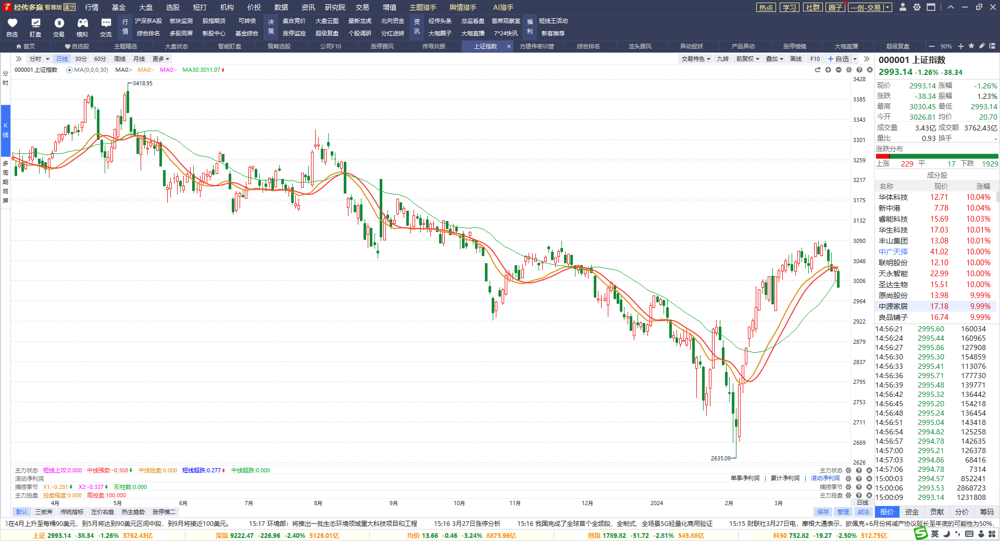 经传多赢 智尊版 演示 行情 基金 大盘 选股 短打 机构 价投 数据 资讯 研究院 交易 增值 主题猎手 舆情猎手 AI猎手 热点 学习 社群 圈子 一创-交易
自选 盯盘 交易 模拟 交流
行情 沪深京A股 板块监测 股指期货 可转债 决策 集合竞价 大盘云图 最新龙虎 北向资金 资讯 经传头条 总监看盘 首席观察室 福利 短线王活动
综合排名 多股同屏 新股中心 基金综合 涨停监控 超级复盘 个股调研 分红送转 大咖圈子 大咖直播 7*24快讯 新客推荐
首页 自选股 主题精选 大盘状态 智能盯盘 策略选股 公司F10 涨停跟风 传导共振 上证指数 方建伟密训营 综合排名 龙头跟风 异动捉妖 产品异动 涨停棱镜 大咖直播 超级复盘 90%
分时 日线 30分 60分 周线 月线 更多 交易特色 九转 前复权 叠加 画线 F10 自选
000001 上证指数 MA(0,0,0,30) MA0:- MA0:- MA0:- MA30:3011.07
分时
K线
多周期同屏
3418.95
2635.09
3428
3385
3343
3301
3259
3217
3175
3132
3090
3048
3006
2964
2922
2879
2837
2795
2753
2711
2669
2626
主力状态 短线上攻:0.000 中线强势:-0.368 中线控盘:0.000 短线超跌:0.277 中线超跌:0.000 主力状态
滚动净利润 单季净利润 | 累计净利润 | 滚动净利润
捕捞季节 X1:-0.281 X2:-0.337 彩柱数:0.000 捕捞季节
主力控盘 控盘程度:0.000 高控盘:100.000 主力控盘
4月 5月 6月 7月 8月 9月 10月 11月 12月 2024 2月 3月 日线
默认 三板斧 传统指标 左价右趋 热主趋势 涨停横二 保存 管理 战法
000001 上证指数
2993.14 -1.26% -38.34
现价 2993.14 涨幅 -1.26%
涨跌 -38.34 振幅 1.23%
最高 3030.45 最低 2993.14
今开 3026.81 均价 20.70
成交量 3.43亿 成交额 3762.43亿
量比 0.93 换手 -
涨跌分布
上涨 229 平 17 下跌 1929
成分股
名称 现价 涨幅
华体科技 12.71 10.04%
新中港 7.78 10.04%
睿能科技 15.69 10.03%
华生科技 17.03 10.01%
丰山集团 13.08 10.01%
中广天择 41.02 10.00%
联明股份 12.10 10.00%
天永智能 22.99 10.00%
圣达生物 15.51 10.00%
原尚股份 13.98 9.99%
中源家居 17.18 9.99%
良品铺子 16.74 9.99%
14:56:21 2995.60 160034
14:56:24 2995.44 160965
14:56:27 2995.86 127908
14:56:30 2995.30 154859
14:56:33 2995.41 113076
14:56:36 2995.71 177730
14:56:39 2995.48 139771
14:56:42 2995.32 136442
14:56:45 2995.20 154218
14:56:48 2995.24 136454
14:56:51 2995.04 143418
14:56:54 2994.82 125258
14:56:57 2994.78 142635
14:57:00 2995.21 126378
14:57:03 2994.86 68416
14:57:06 2994.78 7314
15:00:03 2994.57 852241
15:00:06 2993.53 2868723
15:00:09 2993.14 1231808
报价 资金 贡献 分价 筹码
在4月上升至每桶90美元，到5月将达到90美元区间中段，到9月将接近100美元。 15:17 环境部：将推出一批生态环境领域重大科技项目和工程 15:16 3月27日涨停分析 15:16 我国完成了全球首个全频段、全制式、全场景5G轻量化商用验证 15:15 财联社3月27日电，摩根大通表示，欧佩克+6月份将减产协议延长至年底的可能性为50%，
上证 2993.14 -38.34 -1.26% 3762.43亿 深指 9222.47 -226.96 -2.40% 5126.01亿 均价 13.66 -0.46 -3.24% 8875.96亿 创指 1789.82 -51.72 -2.81% 545.88亿 科50 752.82 -19.27 -2.50% 512.75亿 英